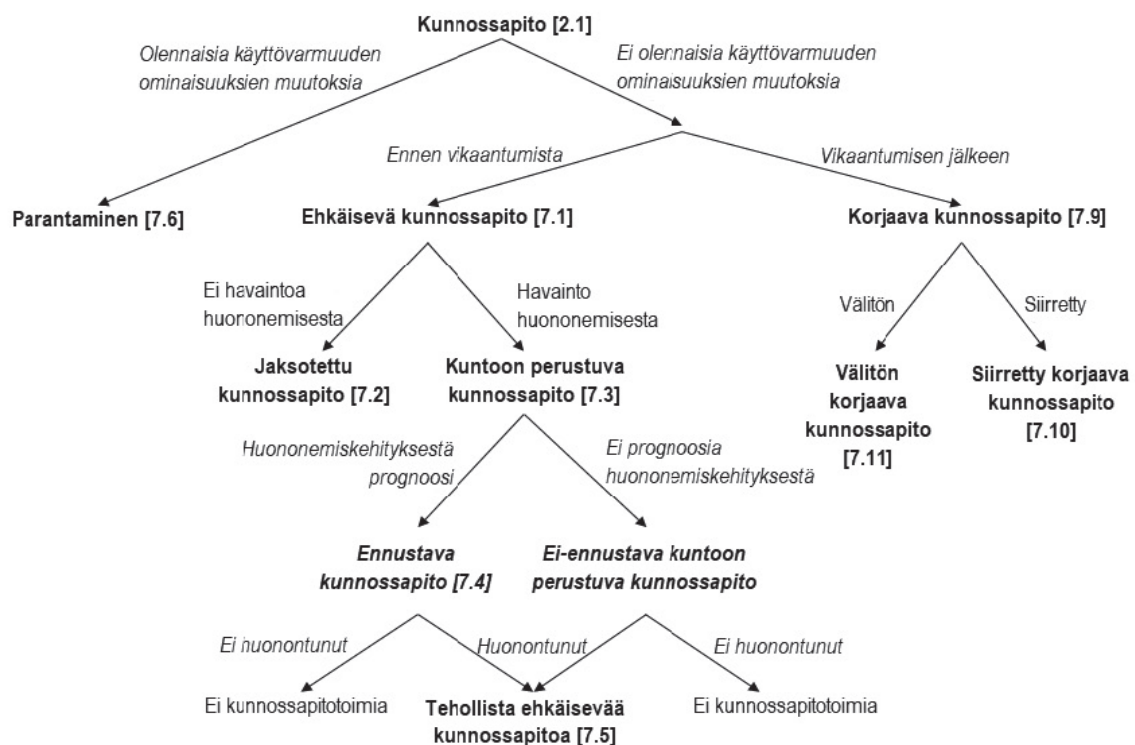 Kunnossapito [2.1]
Olennaisia käyttövarmuuden
ominaisuuksien muutoksia
Ei olennaisia käyttövarmuuden
ominaisuuksien muutoksia
Ennen vikaantumista
Vikaantumisen jälkeen
Parantaminen [7.6]
Ehkäisevä kunnossapito [7.1]
Korjaava kunnossapito [7.9]
Ei havaintoa
huononemisesta
Havainto
huononemisesta
Välitön
Siirretty
Jaksotettu
kunnossapito [7.2]
Kuntoon perustuva
kunnossapito [7.3]
Välitön
korjaava
kunnossapito
[7.11]
Siirretty korjaava
kunnossapito
[7.10]
Huononemiskehityksestä
prognoosi
Ei prognoosia
huononemiskehityksestä
Ennustava
kunnossapito [7.4]
Ei-ennustava kuntoon
perustuva kunnossapito
Ei huonontunut
Huonontunut
Ei huonontunut
Ei kunnossapitotoimia
Tehollista ehkäisevää
kunnossapitoa [7.5]
Ei kunnossapitotoimia